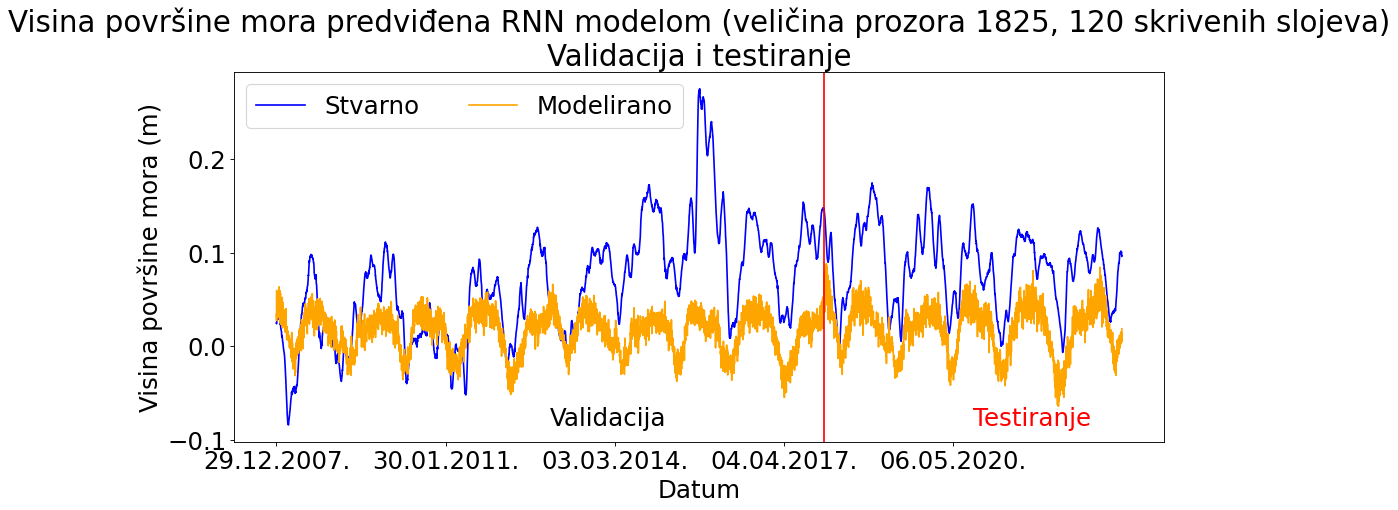 Visina površine mora predviđena RNN modelom (veličina prozora 1825, 120 skrivenih slojeva)
Validacija i testiranje
Stvarno
Modelirano
Visina površine mora (m)
0.2
0.1
0.0
−0.1
Validacija
Testiranje
29.12.2007.
30.01.2011.
03.03.2014.
04.04.2017.
06.05.2020.
Datum